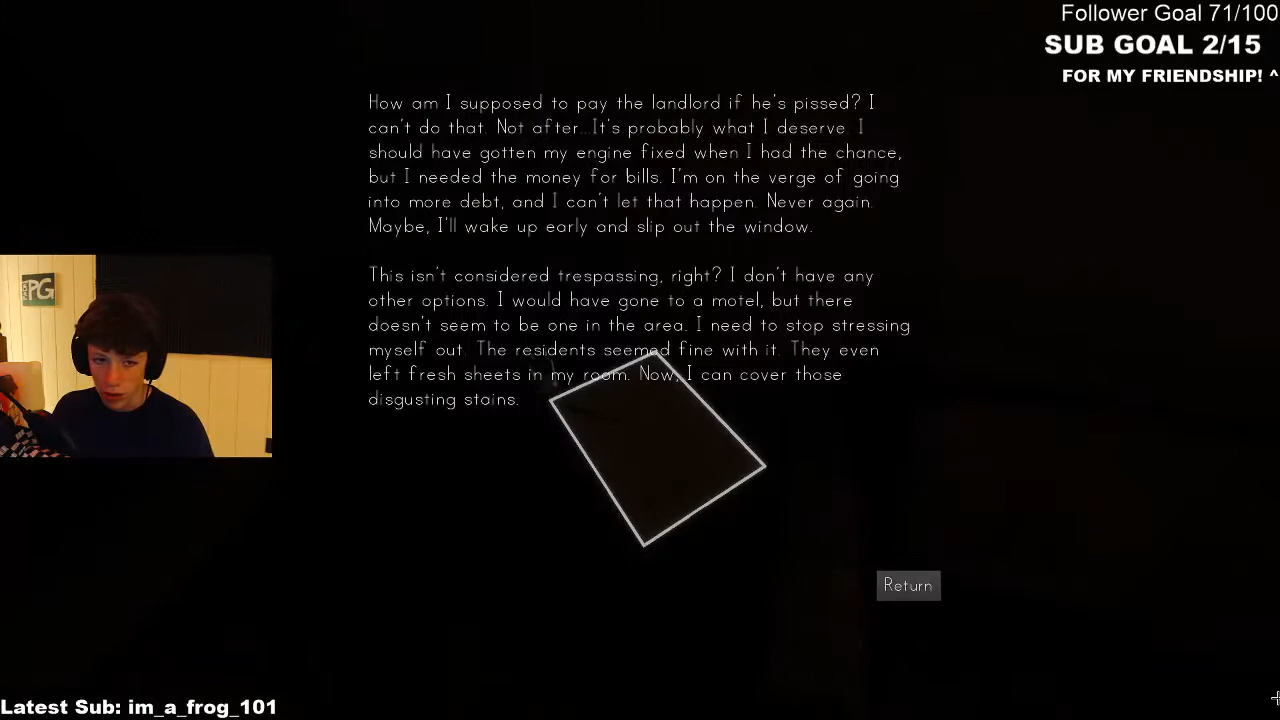 Follower Goal 71/100
SUB GOAL 2/15
FOR MY FRIENDSHIP! ^
How am I supposed to pay the landlord if he's pissed? I
can't do that. Not after...It's probably what I deserve. I
should have gotten my engine fixed when I had the chance,
but I needed the money for bills. I'm on the verge of going
into more debt, and I can't let that happen. Never again.
Maybe, I'll wake up early and slip out the window.
This isn't considered trespassing, right? I don't have any
other options. I would have gone to a motel, but there
doesn't seem to be one in the area. I need to stop stressing
myself out. The residents seemed fine with it. They even
left fresh sheets in my room. Now, I can cover those
disgusting stains.
PG
Return
Latest Sub: im_a_frog_101